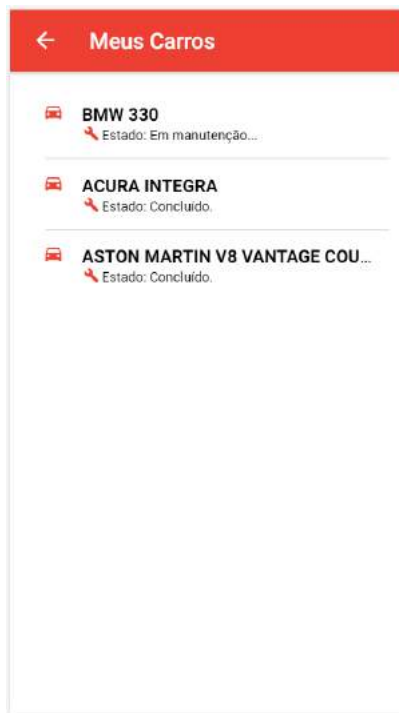 Meus Carros
BMW 330
Estado: Em manutenção...
ACURA INTEGRA
Estado: Concluído.
ASTON MARTIN V8 VANTAGE COU...
Estado: Concluído.